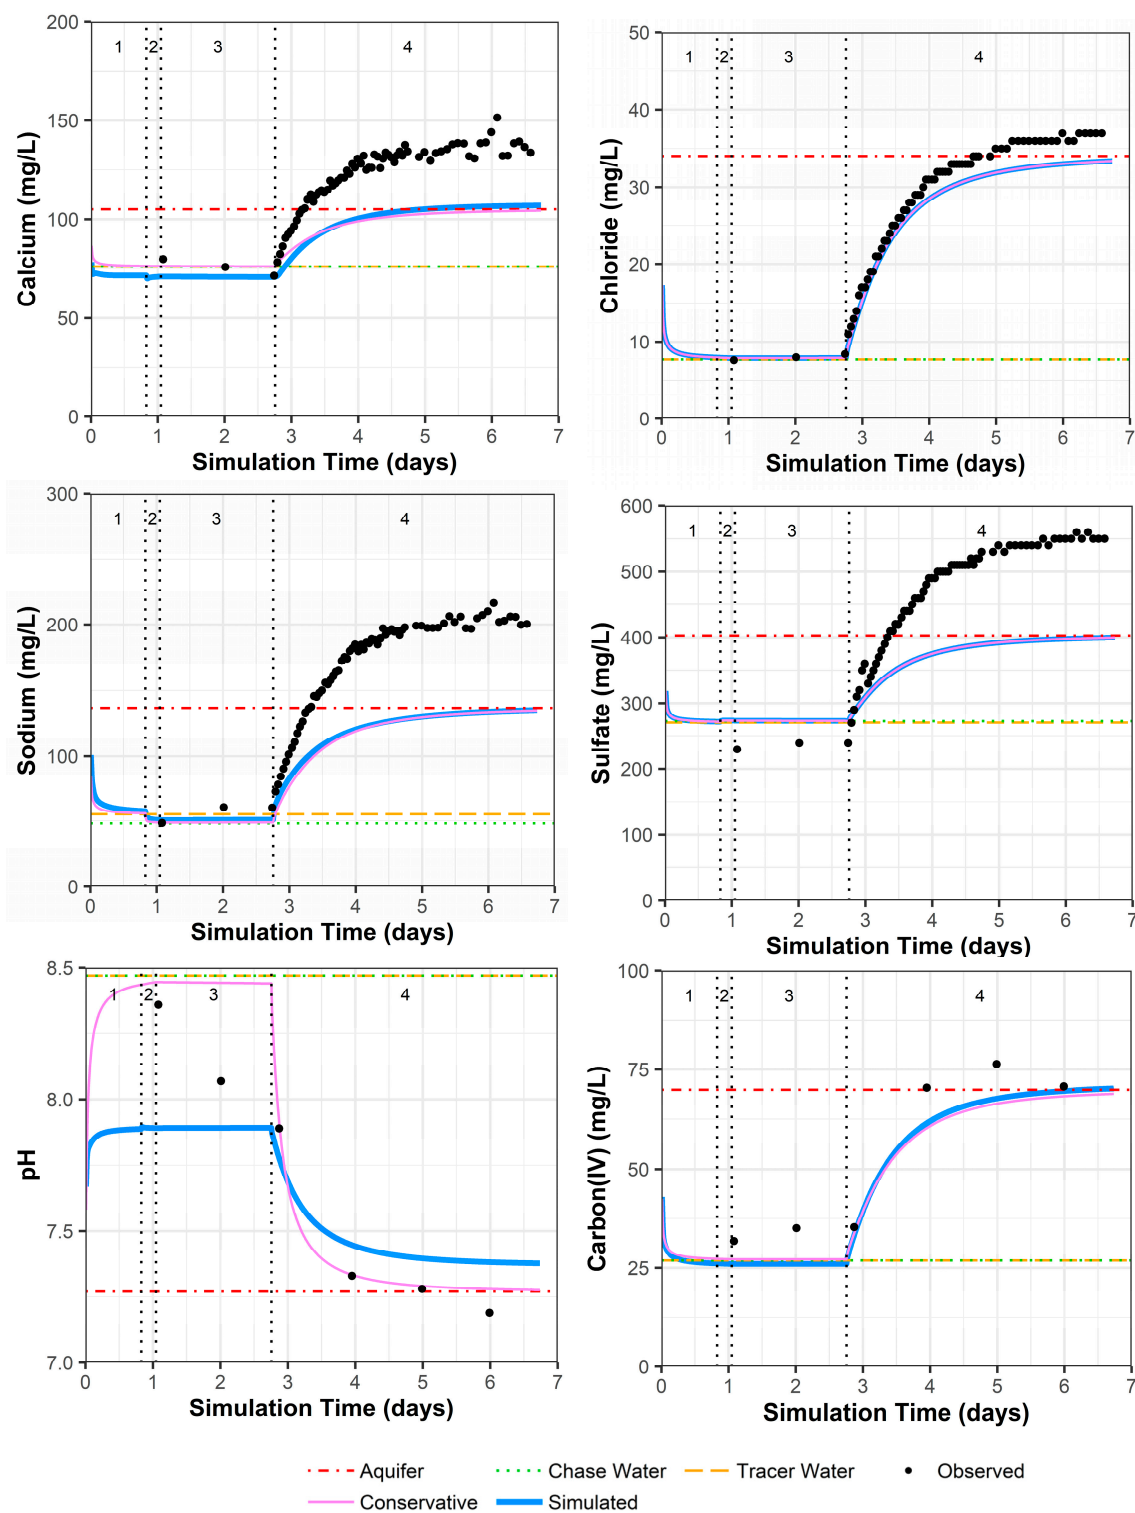 200
150
100
50
0
Calcium (mg/L)
1 2 3 4
0 1 2 3 4 5 6 7
Simulation Time (days)
50
40
30
20
10
0
Chloride (mg/L)
1 2 3 4
0 1 2 3 4 5 6 7
Simulation Time (days)
300
200
100
0
Sodium (mg/L)
1 2 3 4
0 1 2 3 4 5 6 7
Simulation Time (days)
600
500
400
300
200
100
0
Sulfate (mg/L)
1 2 3 4
0 1 2 3 4 5 6 7
Simulation Time (days)
8.5
8.0
7.5
7.0
pH
1 2 3 4
0 1 2 3 4 5 6 7
Simulation Time (days)
100
75
50
25
0
Carbon(IV) (mg/L)
1 2 3 4
0 1 2 3 4 5 6 7
Simulation Time (days)
Aquifer Chase Water Tracer Water Observed
Conservative Simulated